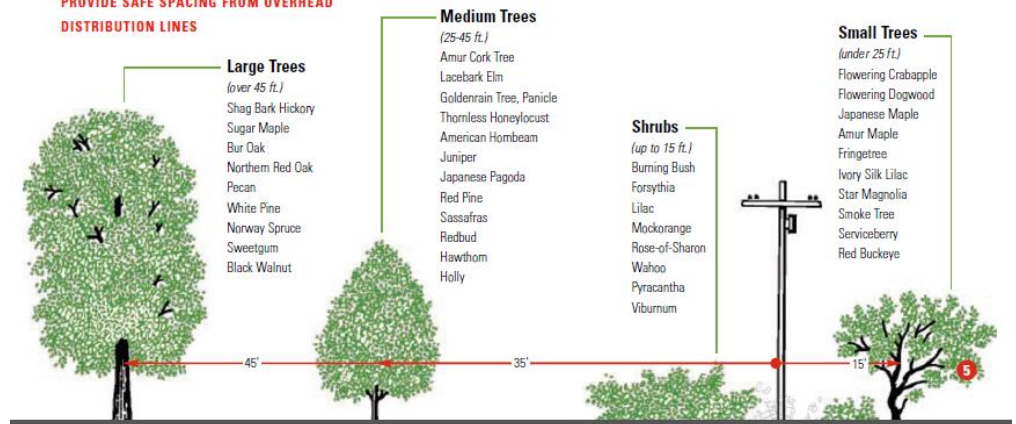 PROVIDE SAFE SPACING FROM OVERHEAD
DISTRIBUTION LINES
Large Trees
(over 45 ft.)
Shag Bark Hickory
Sugar Maple
Bur Oak
Northern Red Oak
Pecan
White Pine
Norway Spruce
Sweetgum
Black Walnut
Medium Trees
(25-45 ft.)
Amur Cork Tree
Lacebark Elm
Goldenrain Tree, Panicle
Thornless Honeylocust
American Hornbeam
Juniper
Japanese Pagoda
Red Pine
Sassafras
Redbud
Hawthorn
Holly
Shrubs
(up to 15 ft.)
Burning Bush
Forsythia
Lilac
Mockorange
Rose-of-Sharon
Wahoo
Pyracantha
Viburnum
Small Trees
(under 25 ft.)
Flowering Crabapple
Flowering Dogwood
Japanese Maple
Amur Maple
Fringetree
Ivory Silk Lilac
Star Magnolia
Smoke Tree
Serviceberry
Red Buckeye
45'
35'
15'
5